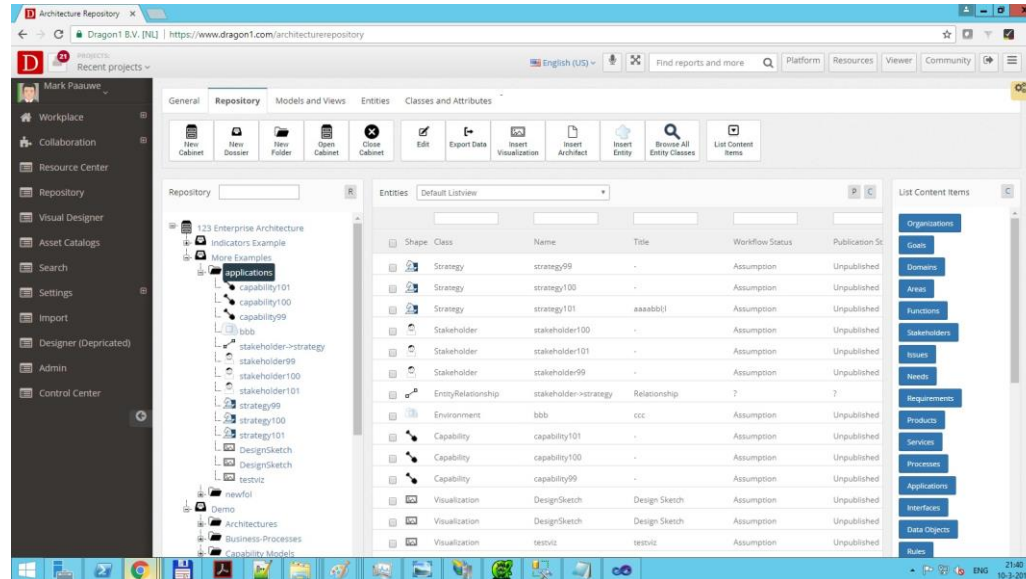 Architecture Repository
Dragon1 B.V. [NL] https://www.dragon1.com/architecturerepository
D 21 PROJECTS: English (US) Find reports and more Platform Resources Viewer Community
Recent projects
Mark Paauwe
General Repository Models and Views Entities Classes and Attributes
Workplace
Collaboration
Resource Center
Repository
Visual Designer
Asset Catalogs
Search
Settings
Import
Designer (Depricated)
Admin
Control Center
New Cabinet
New Dossier
New Folder
Open Cabinet
Close Cabinet
Edit
Export Data
Insert Visualization
Insert Architect
Insert Entity
Browse All Entity Classes
List Content Items
Repository R
123 Enterprise Architecture
Indicators Example
More Examples
applications
capability101
capability100
capability99
bbb
stakeholder->strategy
stakeholder99
stakeholder100
stakeholder101
strategy99
strategy100
strategy101
DesignSketch
DesignSketch
testviz
newfol
Demo
Architectures
Business-Processes
Capability Models
Entities Default Listview P C
Shape Class Name Title Workflow Status Publication
Strategy strategy99 - Assumption Unpublished
Strategy strategy100 - Assumption Unpublished
Strategy strategy101 aaaabbl;l Assumption Unpublished
Stakeholder stakeholder100 - Assumption Unpublished
Stakeholder stakeholder101 - Assumption Unpublished
Stakeholder stakeholder99 - Assumption Unpublished
EntityRelationship stakeholder->strategy Relationship ? ?
Environment bbb ccc Assumption Unpublished
Capability capability101 - Assumption Unpublished
Capability capability100 - Assumption Unpublished
Capability capability99 - Assumption Unpublished
Visualization DesignSketch Design Sketch Assumption Unpublished
Visualization DesignSketch Design Sketch Assumption Unpublished
Visualization testviz testviz Assumption Unpublished
List Content Items C
Organizations
Goals
Domains
Areas
Functions
Stakeholders
Issues
Needs
Requirements
Products
Services
Processes
Applications
Interfaces
Data Objects
Rules
ENG 21:40
10-3-20